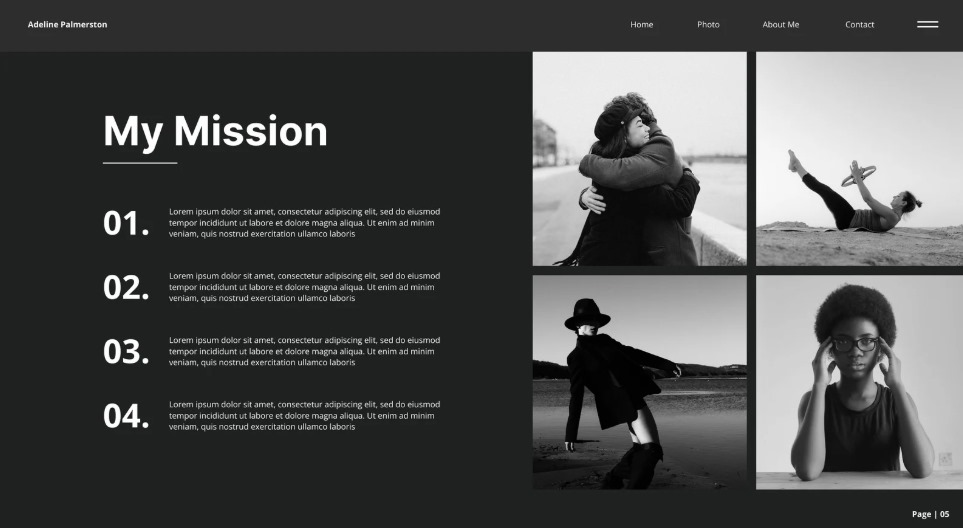 Adeline Palmerston
Home
Photo
About Me
Contact
My Mission
01.
Lorem ipsum dolor sit amet, consectetur adipiscing elit, sed do eiusmod
tempor incididunt ut labore et dolore magna aliqua. Ut enim ad minim
veniam, quis nostrud exercitation ullamco laboris
02.
Lorem ipsum dolor sit amet, consectetur adipiscing elit, sed do eiusmod
tempor incididunt ut labore et dolore magna aliqua. Ut enim ad minim
veniam, quis nostrud exercitation ullamco laboris
03.
Lorem ipsum dolor sit amet, consectetur adipiscing elit, sed do eiusmod
tempor incididunt ut labore et dolore magna aliqua. Ut enim ad minim
veniam, quis nostrud exercitation ullamco laboris
04.
Lorem ipsum dolor sit amet, consectetur adipiscing elit, sed do eiusmod
tempor incididunt ut labore et dolore magna aliqua. Ut enim ad minim
veniam, quis nostrud exercitation ullamco laboris
Page | 05